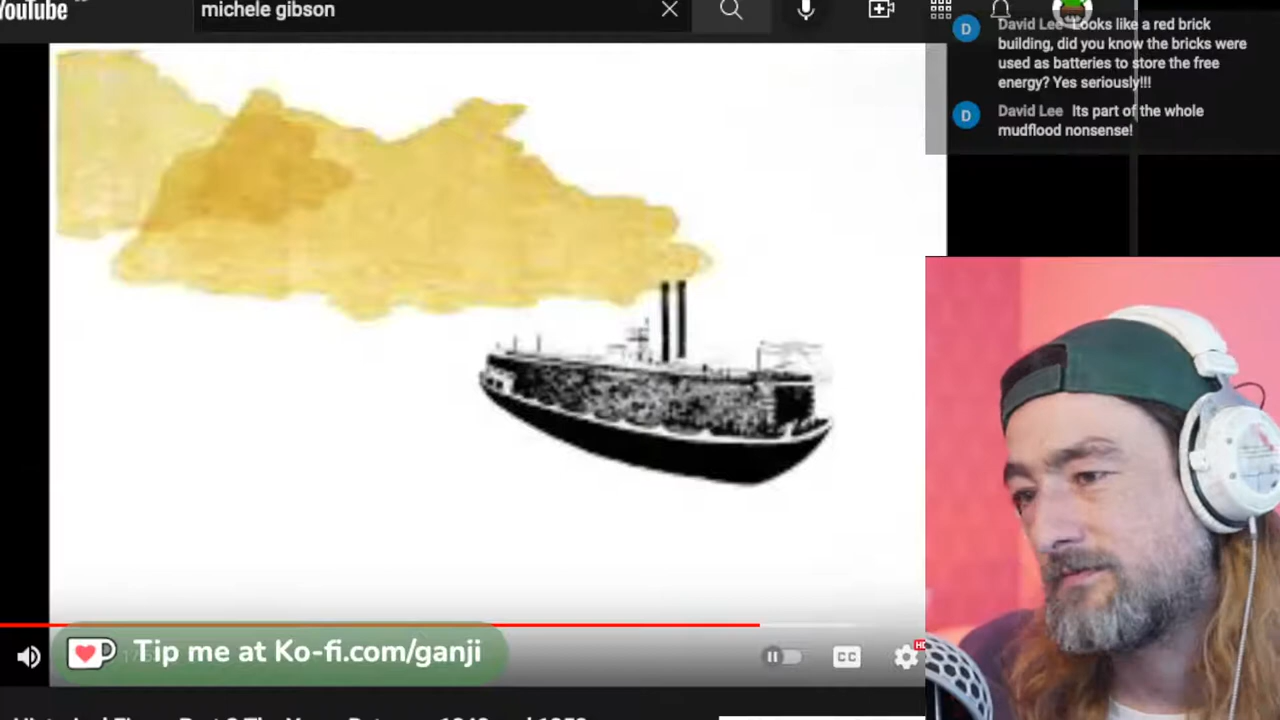 YouTube
michele gibson
David Lee Looks like a red brick
building, did you know the bricks were
used as batteries to store the free
energy? Yes seriously!!!
David Lee Its part of the whole
mudflood nonsense!
D
D
Tip me at Ko-fi.com/ganji
CC
HD